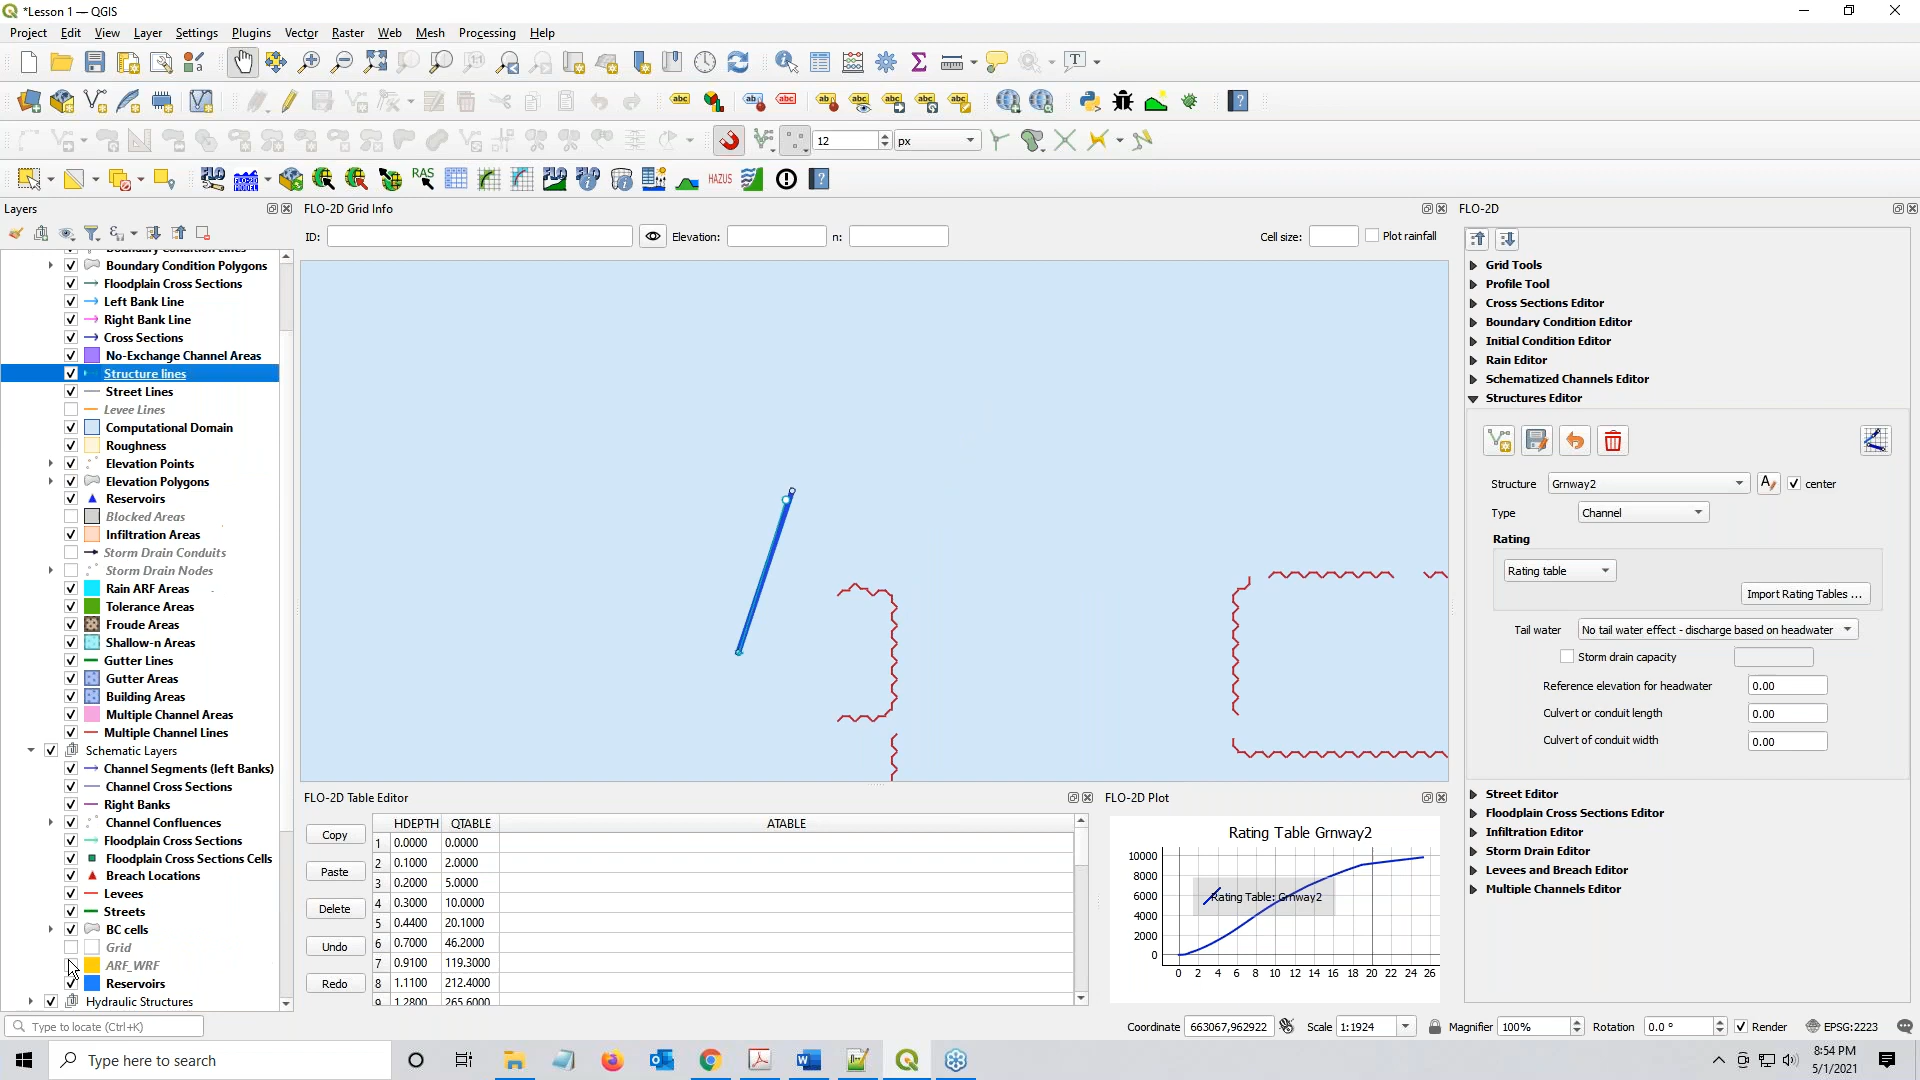 *Lesson 1 — QGIS
Project Edit View Layer Settings Plugins Vector Raster Web Mesh Processing Help
12 px
FLO RAS HAZUS
Layers
FLO-2D Grid Info
FLO-2D
ID: Elevation: n: Cell size: Plot rainfall
Boundary Condition Lines
Boundary Condition Polygons
Floodplain Cross Sections
Left Bank Line
Right Bank Line
Cross Sections
No-Exchange Channel Areas
Structure lines
Street Lines
Levee Lines
Computational Domain
Roughness
Elevation Points
Elevation Polygons
Reservoirs
Blocked Areas
Infiltration Areas
Storm Drain Conduits
Storm Drain Nodes
Rain ARF Areas
Tolerance Areas
Froude Areas
Shallow-n Areas
Gutter Lines
Gutter Areas
Building Areas
Multiple Channel Areas
Multiple Channel Lines
Schematic Layers
Channel Segments (left Banks)
Channel Cross Sections
Right Banks
Channel Confluences
Floodplain Cross Sections
Floodplain Cross Sections Cells
Breach Locations
Levees
Streets
BC cells
Grid
ARF_WRF
Reservoirs
Hydraulic Structures
Grid Tools
Profile Tool
Cross Sections Editor
Boundary Condition Editor
Initial Condition Editor
Rain Editor
Schematized Channels Editor
Structures Editor
Structure Grnway2 center
Type Channel
Rating
Rating table
Import Rating Tables ...
Tail water No tail water effect - discharge based on headwater
Storm drain capacity
Reference elevation for headwater 0.00
Culvert or conduit length 0.00
Culvert of conduit width 0.00
Street Editor
Floodplain Cross Sections Editor
Infiltration Editor
Storm Drain Editor
Levees and Breach Editor
Multiple Channels Editor
FLO-2D Table Editor
Copy
Paste
Delete
Undo
Redo
HDEPTH QTABLE ATABLE
1 0.0000 0.0000
2 0.1000 2.0000
3 0.2000 5.0000
4 0.3000 10.0000
5 0.4400 20.1000
6 0.7000 46.2000
7 0.9100 119.3000
8 1.1100 212.4000
9 1.2800 265.6000
FLO-2D Plot
Rating Table Grnway2
10000
8000
6000
4000
2000
0
Rating Table: Grnway2
0 2 4 6 8 10 12 14 16 18 20 22 24 26
Type to locate (Ctrl+K)
Coordinate 663067,962922 Scale 1:1924 Magnifier 100% Rotation 0.0 ° Render EPSG:2223
Type here to search
8:54 PM
5/1/2021